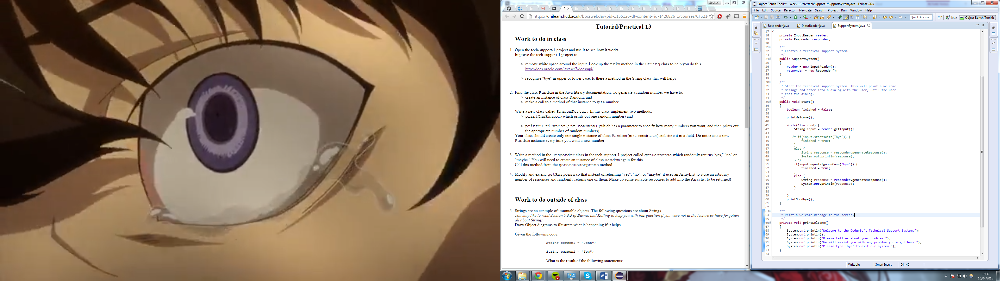 Ashhad
https://unilearn.hud.ac.uk/bbcswebdav/pid-1155126-dt-content-rid-1426826_1/courses/CFS210
Tutorial/Practical 13
Work to do in class
1. Open the tech-support-1 project and use it to see how it works.
Improve the tech-support-1 project to:
remove white space around the input. Look up the trim method in the String class to help you do this.
http://docs.oracle.com/javase/7/docs/api/
recognise "bye" in upper or lower case. Is there a method in the String class that will help?
2. Find the class Random in the Java library documentation. To generate a random number we have to:
create an instance of class Random; and
make a call to a method of that instance to get a number
Write a new class called RandomTester. In this class implement two methods:
printOneRandom (which prints out one random number) and
printMultiRandom(int howMany) (which has a parameter to specify how many numbers you want, and then prints out
the appropriate number of random numbers).
Your class should create only one single instance of class Random (in its constructor) and store it in a field. Do not create a new
Random instance every time you want a new number.
3. Write a method in the Responder class in the tech-support-1 project called getResponse which randomly returns "yes," "no" or
"maybe." You will need to create an instance of class Random again for this.
Call this method from the generateResponse method.
4. Modify and extend getResponse so that instead of returning "yes", "no", or "maybe" it uses an ArrayList to store an arbitrary
number of responses and randomly returns one of them. Make up some suitable responses to add into the Arraylist to be returned!
Work to do outside of class
5. Strings are an example of immutable objects. The following questions are about Strings.
You may like to read Section 5.3.3 of Barnes and Kolling to help you with this question if you were not at the lecture or have forgotten
all about Strings.
Draw Object diagrams to illustrate what is happening if it helps.
Given the following code:
String person1 = "John";
String person2 = "Tom";
What is the result of the following statements:
Object Bench Toolkit - Week 13/src/techSupport1/SupportSystem.java - Eclipse SDK
File Edit Source Refactor Navigate Search Project Run Window Help
Quick Access Java Object Bench Toolkit
Responder.java InputReader.java SupportSystem.java
17 {
18 private InputReader reader;
19 private Responder responder;
20
21 /**
22 * Creates a technical support system.
23 */
24 public SupportSystem()
25 {
26 reader = new InputReader();
27 responder = new Responder();
28 }
29
30 /**
31 * Start the technical support system. This will print a welcome
32 * message and enter into a dialog with the user, until the user
33 * ends the dialog.
34 */
35 public void start()
36 {
37 boolean finished = false;
38
39 printWelcome();
40
41 while(!finished) {
42 String input = reader.getInput();
43
44 /* if(input.startsWith("bye")) {
45 finished = true;
46 }
47 else {
48 String response = responder.generateResponse();
49 System.out.println(response);
50 } */
51 if(input.equalsIgnoreCase("bye")) {
52 finished = true;
53 }
54 else {
55 String response = responder.generateResponse();
56 System.out.println(response);
57 }
58
59 }
60 printGoodbye();
61 }
62
63 /**
64 * Print a welcome message to the screen.
65 */
66 private void printWelcome()
67 {
68 System.out.println("Welcome to the DodgySoft Technical Support System.");
69 System.out.println();
70 System.out.println("Please tell us about your problem.");
71 System.out.println("We will assist you with any problem you might have.");
72 System.out.println("Please type 'bye' to exit our system.");
73 }
74
Writable Smart Insert 64 : 46
18:39
10/04/2015